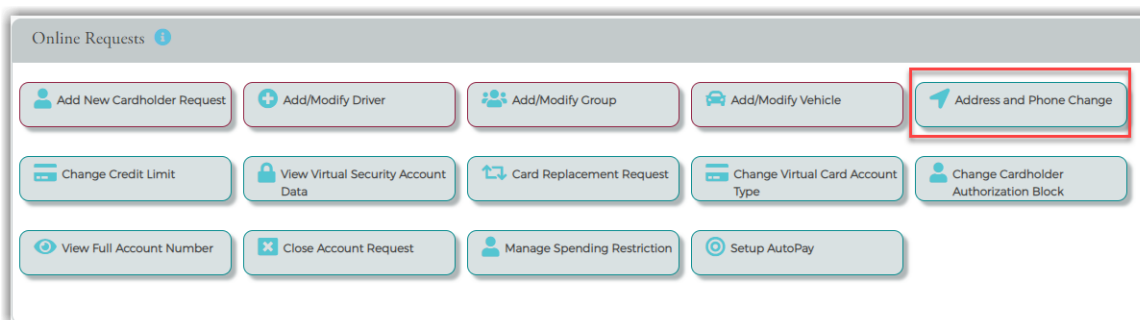 Online Requests
Add New Cardholder Request
Add/Modify Driver
Add/Modify Group
Add/Modify Vehicle
Address and Phone Change
Change Credit Limit
View Virtual Security Account
Data
Card Replacement Request
Change Virtual Card Account
Type
Change Cardholder
Authorization Block
View Full Account Number
Close Account Request
Manage Spending Restriction
Setup AutoPay